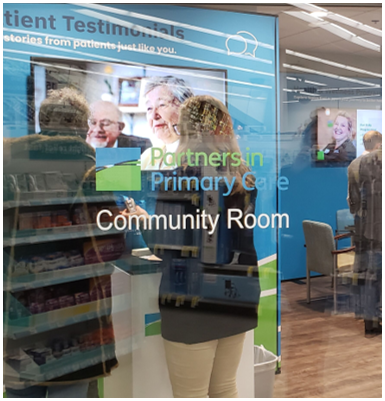 tient Testimonials
stories from patients just like you.
Partners in
Primary Care
Community Room